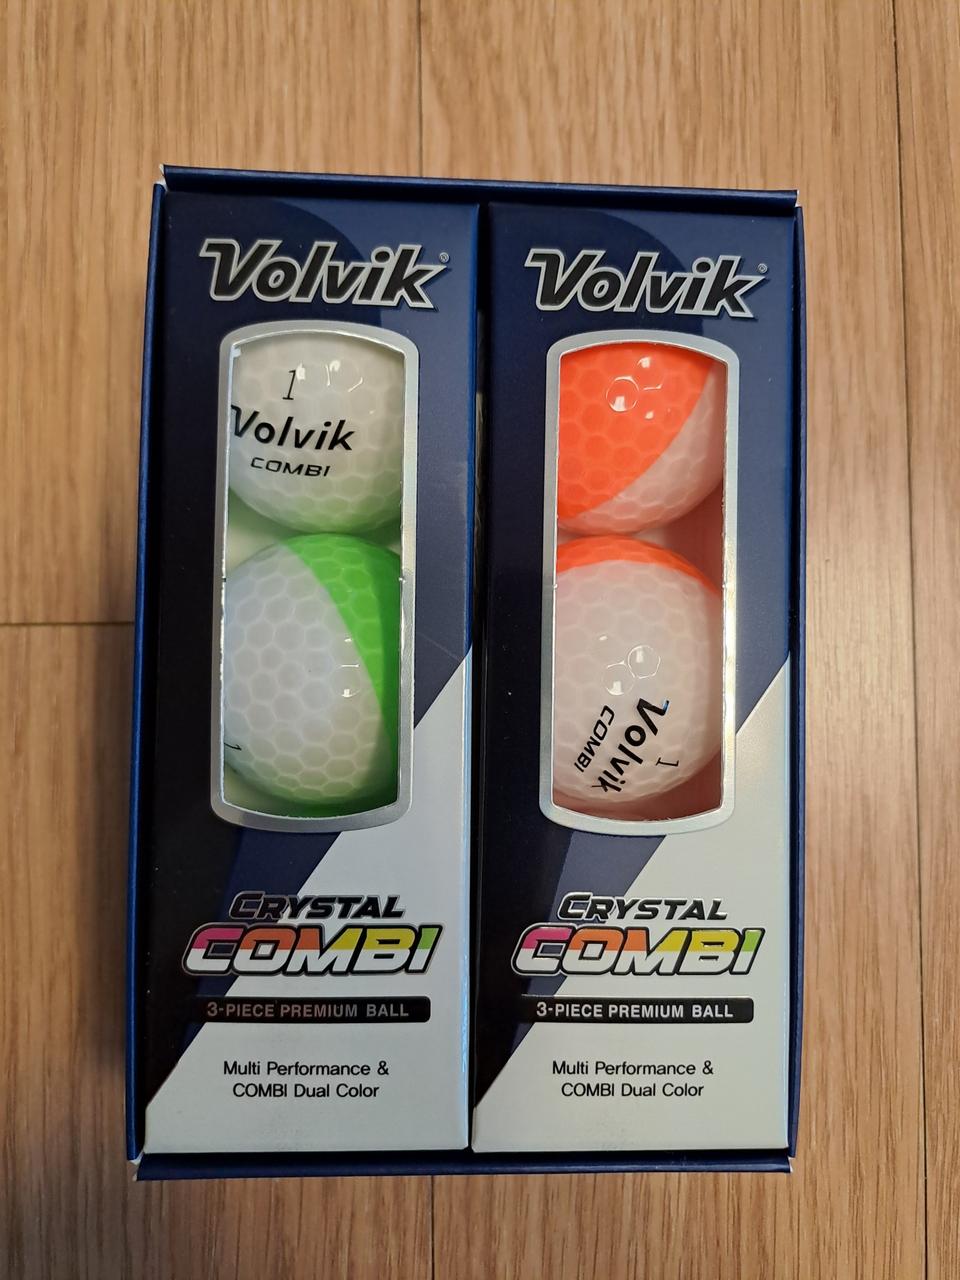 Volvik®
1
Volvik
COMBI
1
CRYSTAL
COMBI
3-PIECE PREMIUM BALL
Multi Performance &
COMBI Dual Color
Volvik®
Volvik
COMBI
1
CRYSTAL
COMBI
3-PIECE PREMIUM BALL
Multi Performance &
COMBI Dual Color